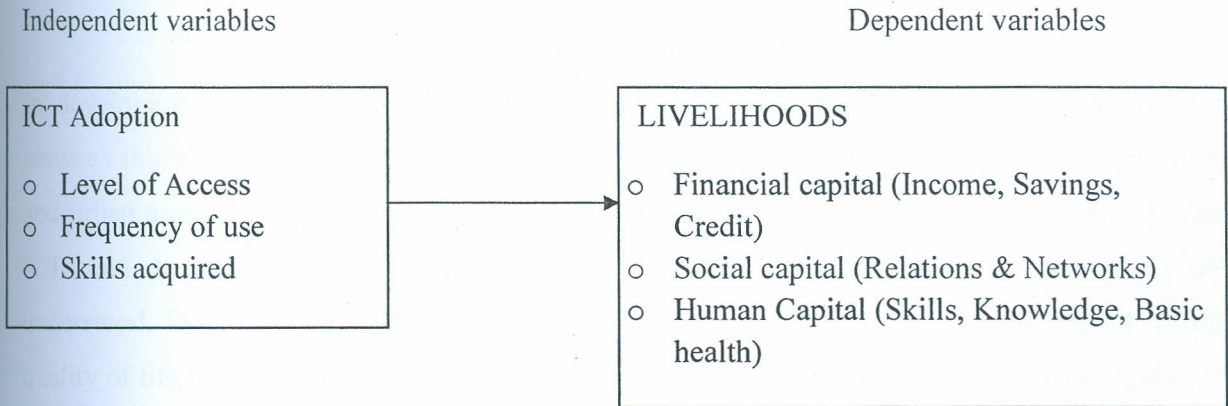 Independent variables
Dependent variables
ICT Adoption
o Level of Access
o Frequency of use
o Skills acquired
LIVELIHOODS
o Financial capital (Income, Savings,
Credit)
o Social capital (Relations & Networks)
o Human Capital (Skills, Knowledge, Basic
health)